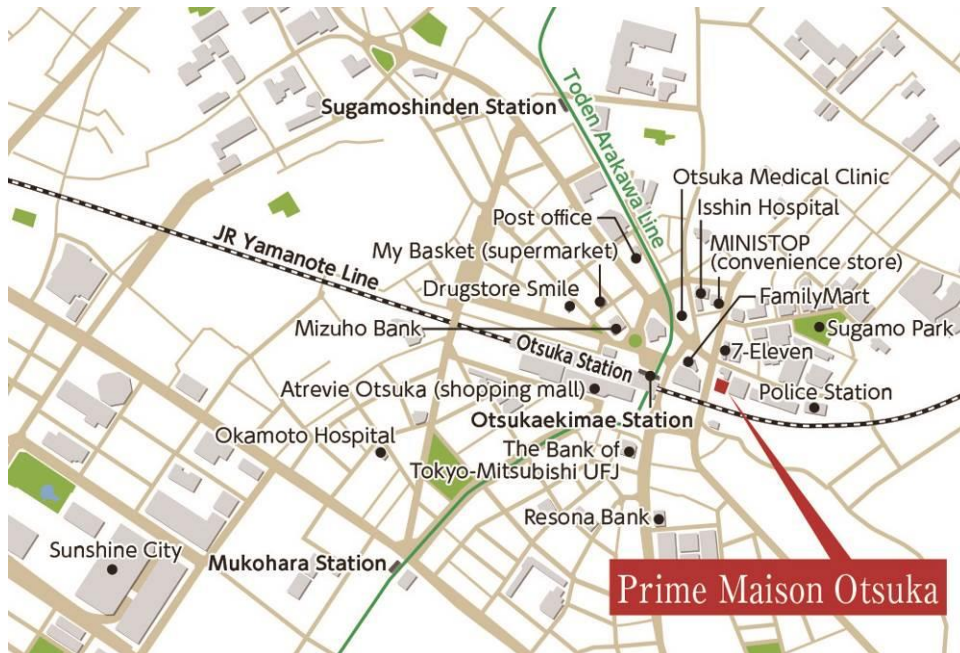 Sugamoshinden Station
Toden Arakawa Line
Otsuka Medical Clinic
Isshin Hospital
Post office
JR Yamanote Line
My Basket (supermarket)
MINISTOP
(convenience store)
Drugstore Smile
FamilyMart
Mizuho Bank
Sugamo Park
Otsuka Station
7-Eleven
Atrevie Otsuka (shopping mall)
Police Station
Otsukaekimae Station
Okamoto Hospital
The Bank of
Tokyo-Mitsubishi UFJ
Resona Bank
Sunshine City
Mukohara Station
Prime Maison Otsuka